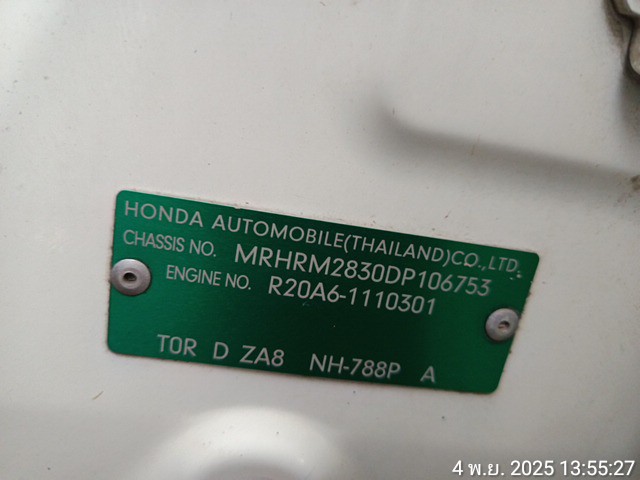 HONDA AUTOMOBILE(THAILAND)CO.,LTD.
CHASSIS NO. MRHRM2830DP106753
ENGINE NO. R20A6-1110301
TOR D ZA8 NH-788P A
4 พ.ย. 2025 13:55:27